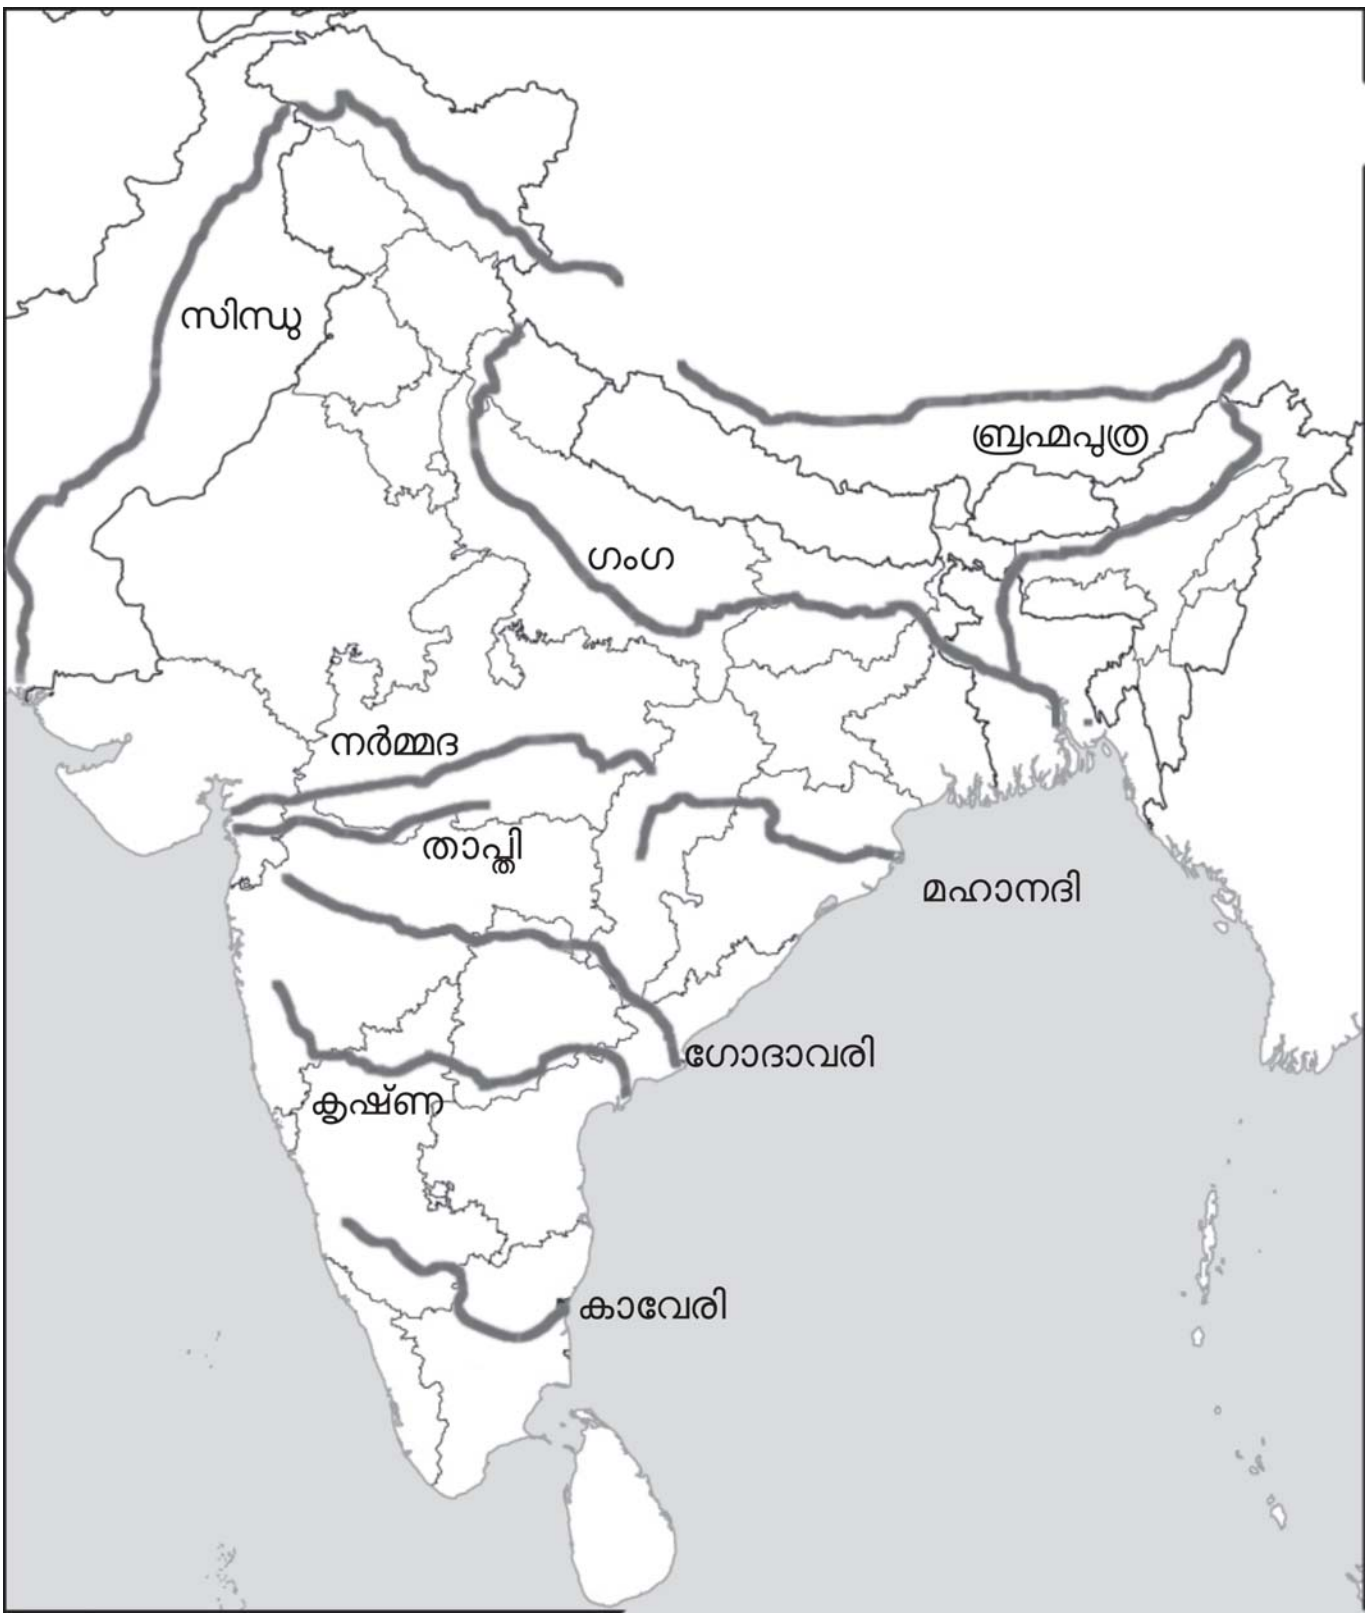 സിന്ധു
ബ്രഹ്മപുത്ര
ഗംഗ
നർമ്മദ
താപ്തി
മഹാനദി
ഗോദാവരി
കൃഷ്ണ
കാവേരി